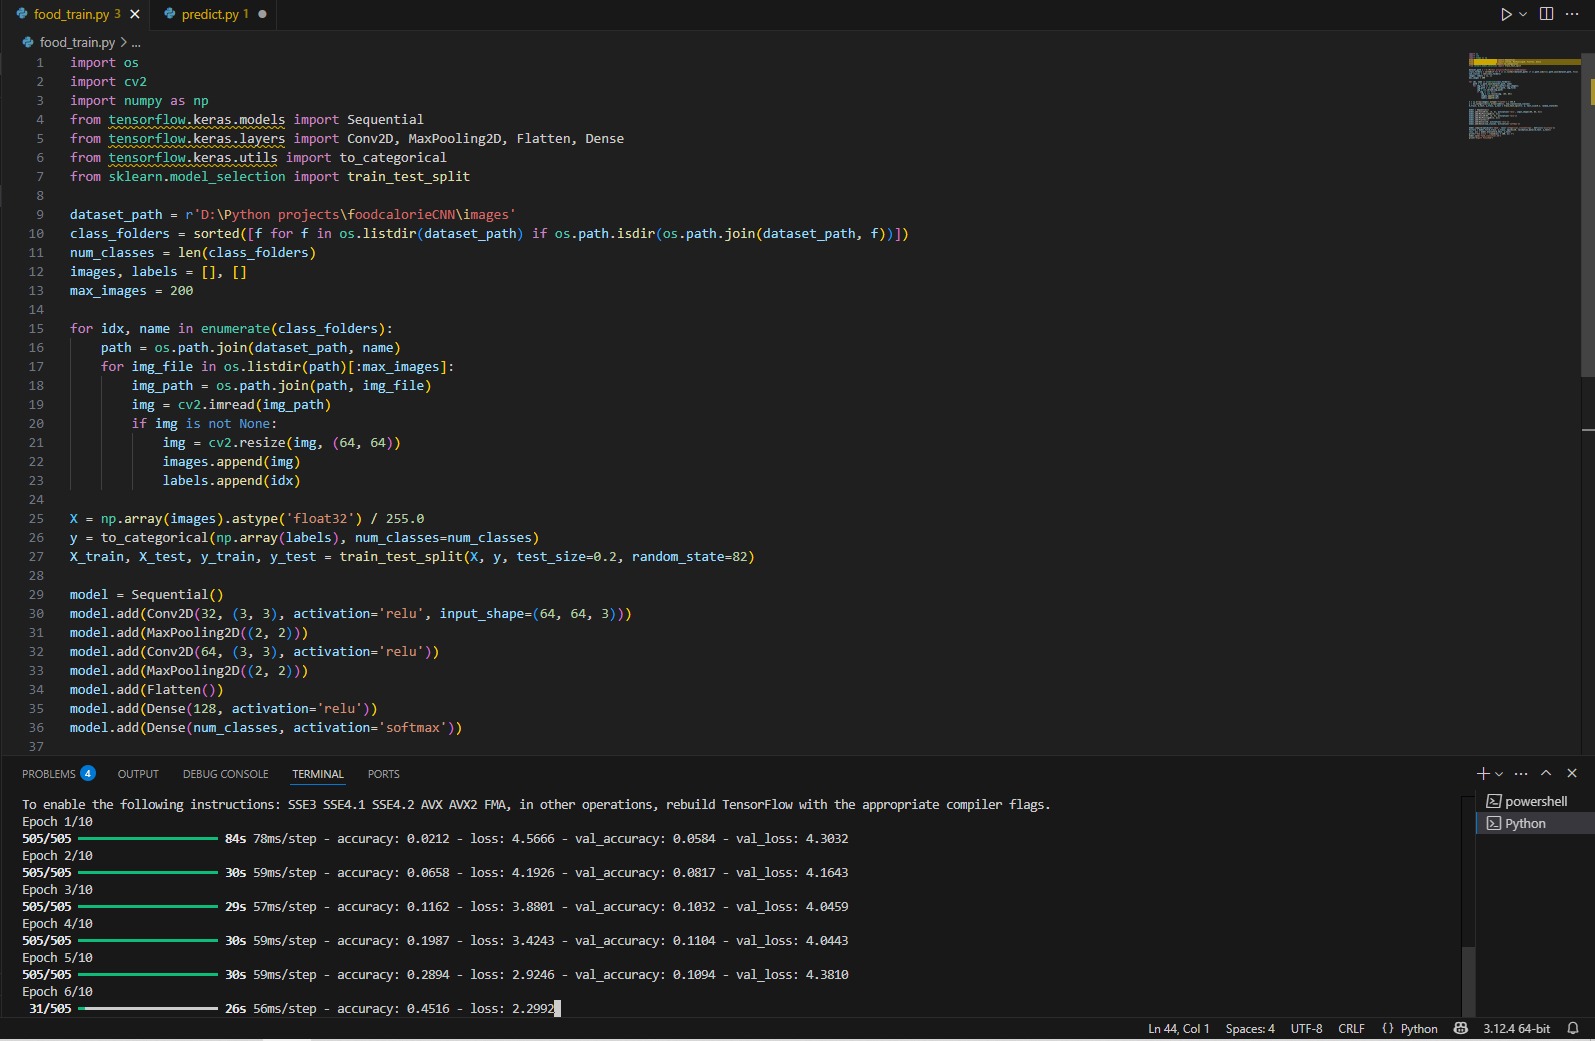 food_train.py 3
predict.py 1
food_train.py > ...
1 import os
2 import cv2
3 import numpy as np
4 from tensorflow.keras.models import Sequential
5 from tensorflow.keras.layers import Conv2D, MaxPooling2D, Flatten, Dense
6 from tensorflow.keras.utils import to_categorical
7 from sklearn.model_selection import train_test_split
8
9 dataset_path = r'D:\Python projects\foodcalorieCNN\images'
10 class_folders = sorted([f for f in os.listdir(dataset_path) if os.path.isdir(os.path.join(dataset_path, f))])
11 num_classes = len(class_folders)
12 images, labels = [], []
13 max_images = 200
14
15 for idx, name in enumerate(class_folders):
16 path = os.path.join(dataset_path, name)
17 for img_file in os.listdir(path)[:max_images]:
18 img_path = os.path.join(path, img_file)
19 img = cv2.imread(img_path)
20 if img is not None:
21 img = cv2.resize(img, (64, 64))
22 images.append(img)
23 labels.append(idx)
24
25 X = np.array(images).astype('float32') / 255.0
26 y = to_categorical(np.array(labels), num_classes=num_classes)
27 X_train, X_test, y_train, y_test = train_test_split(X, y, test_size=0.2, random_state=82)
28
29 model = Sequential()
30 model.add(Conv2D(32, (3, 3), activation='relu', input_shape=(64, 64, 3)))
31 model.add(MaxPooling2D((2, 2)))
32 model.add(Conv2D(64, (3, 3), activation='relu'))
33 model.add(MaxPooling2D((2, 2)))
34 model.add(Flatten())
35 model.add(Dense(128, activation='relu'))
36 model.add(Dense(num_classes, activation='softmax'))
37
PROBLEMS 4 OUTPUT DEBUG CONSOLE TERMINAL PORTS
To enable the following instructions: SSE3 SSE4.1 SSE4.2 AVX AVX2 FMA, in other operations, rebuild TensorFlow with the appropriate compiler flags.
Epoch 1/10
505/505 84s 78ms/step - accuracy: 0.0212 - loss: 4.5666 - val_accuracy: 0.0584 - val_loss: 4.3032
Epoch 2/10
505/505 30s 59ms/step - accuracy: 0.0658 - loss: 4.1926 - val_accuracy: 0.0817 - val_loss: 4.1643
Epoch 3/10
505/505 29s 57ms/step - accuracy: 0.1162 - loss: 3.8801 - val_accuracy: 0.1032 - val_loss: 4.0459
Epoch 4/10
505/505 30s 59ms/step - accuracy: 0.1987 - loss: 3.4243 - val_accuracy: 0.1104 - val_loss: 4.0443
Epoch 5/10
505/505 30s 59ms/step - accuracy: 0.2894 - loss: 2.9246 - val_accuracy: 0.1094 - val_loss: 4.3810
Epoch 6/10
31/505 26s 56ms/step - accuracy: 0.4516 - loss: 2.2992
powershell
Python
Ln 44, Col 1 Spaces: 4 UTF-8 CRLF {} Python 3.12.4 64-bit